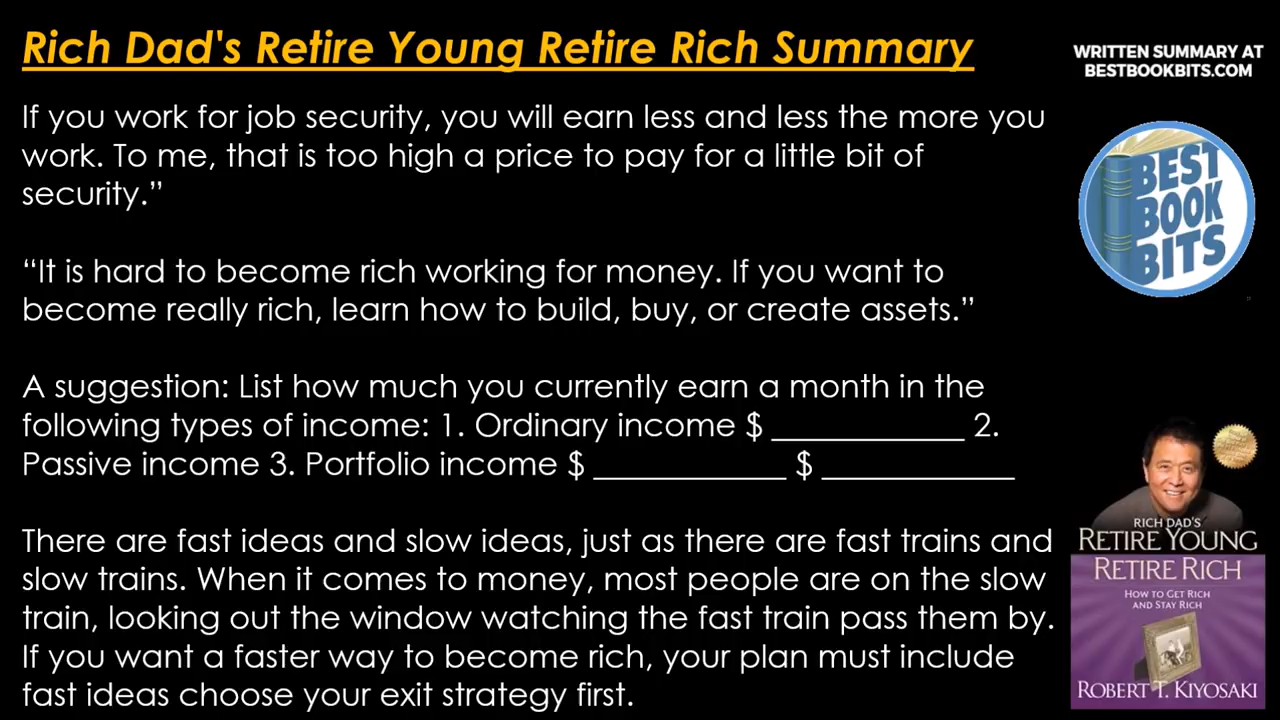 Rich Dad's Retire Young Retire Rich Summary
WRITTEN SUMMARY AT
BESTBOOKBITS.COM
If you work for job security, you will earn less and less the more you
work. To me, that is too high a price to pay for a little bit of
security.”
“It is hard to become rich working for money. If you want to
become really rich, learn how to build, buy, or create assets.”
A suggestion: List how much you currently earn a month in the
following types of income: 1. Ordinary income $ ___________ 2.
Passive income 3. Portfolio income $ ___________ $ ___________
There are fast ideas and slow ideas, just as there are fast trains and
slow trains. When it comes to money, most people are on the slow
train, looking out the window watching the fast train pass them by.
If you want a faster way to become rich, your plan must include
fast ideas choose your exit strategy first.
BEST
BOOK
BITS
RICH DAD'S
RETIRE YOUNG
RETIRE RICH
HOW TO GET RICH
AND STAY RICH
ROBERT T. KIYOSAKI